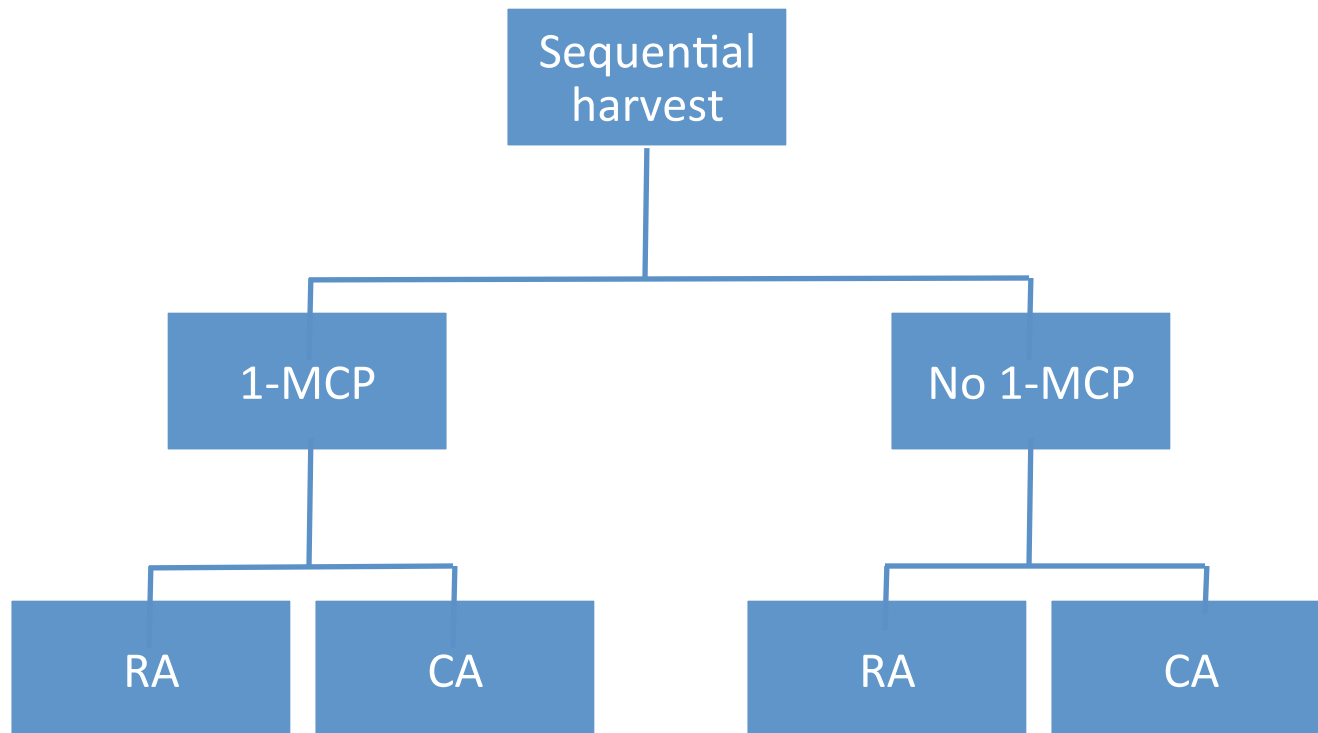 Sequential
harvest
1-MCP
No 1-MCP
RA
CA
RA
CA